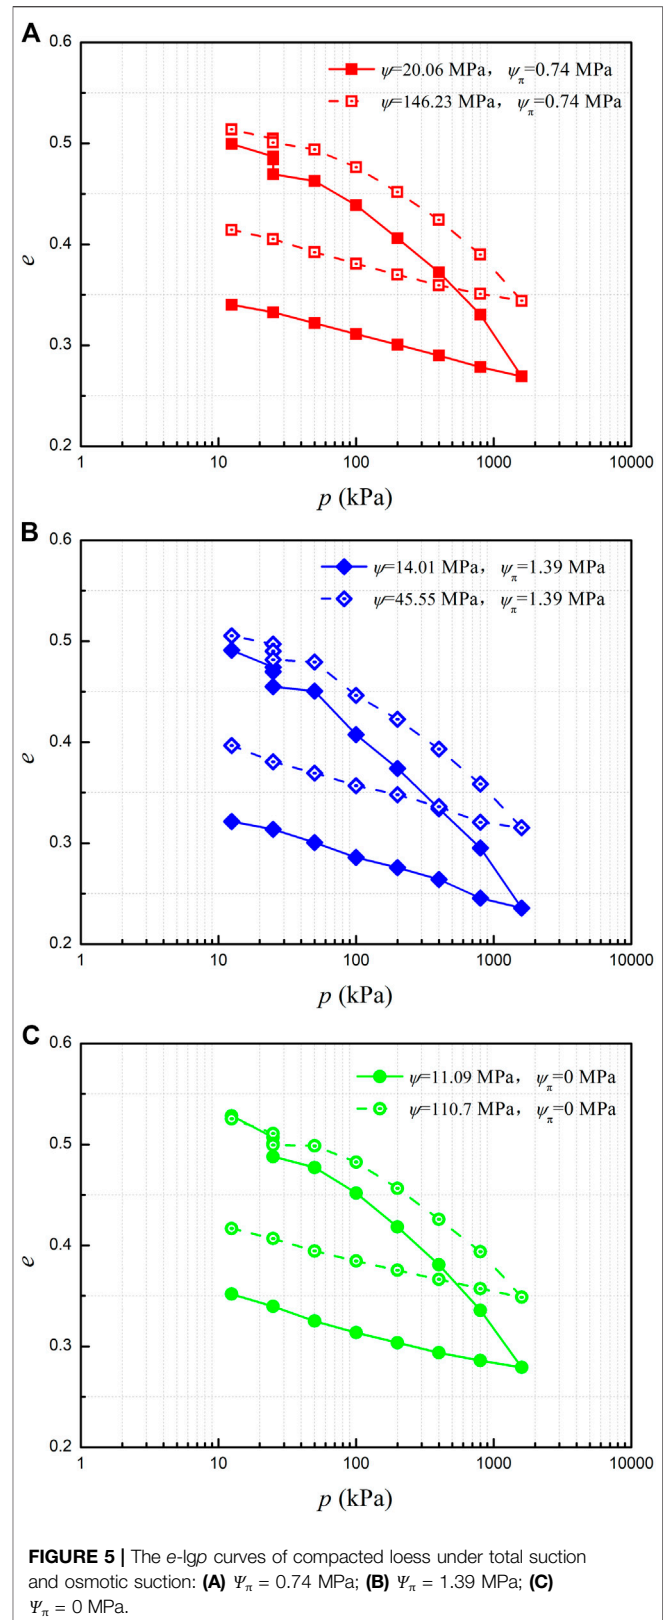 A
0.6
ψ=20.06 MPa, ψπ=0.74 MPa
ψ=146.23 MPa, ψπ=0.74 MPa
0.5
e
0.4
0.3
0.2
1 10 100 1000 10000
p (kPa)
B
0.6
ψ=14.01 MPa, ψπ=1.39 MPa
ψ=45.55 MPa, ψπ=1.39 MPa
0.5
e
0.4
0.3
0.2
1 10 100 1000 10000
p (kPa)
C
0.6
ψ=11.09 MPa, ψπ=0 MPa
ψ=110.7 MPa, ψπ=0 MPa
0.5
e
0.4
0.3
0.2
1 10 100 1000 10000
p (kPa)
FIGURE 5 | The e-lgp curves of compacted loess under total suction
and osmotic suction: (A) Ψπ = 0.74 MPa; (B) Ψπ = 1.39 MPa; (C)
Ψπ = 0 MPa.